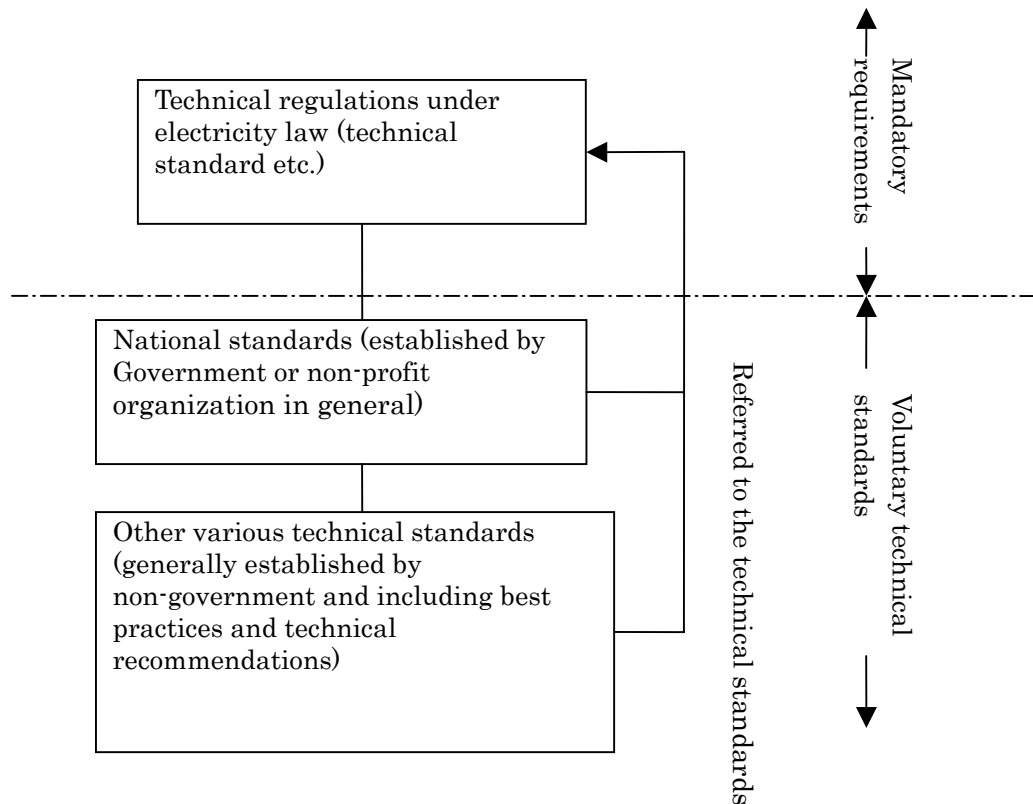 Technical regulations under
electricity law (technical
standard etc.)
Mandatory
requirements
National standards (established by
Government or non-profit
organization in general)
Other various technical standards
(generally established by
non-government and including best
practices and technical
recommendations)
Referred to the technical standards
Voluntary technical
standards